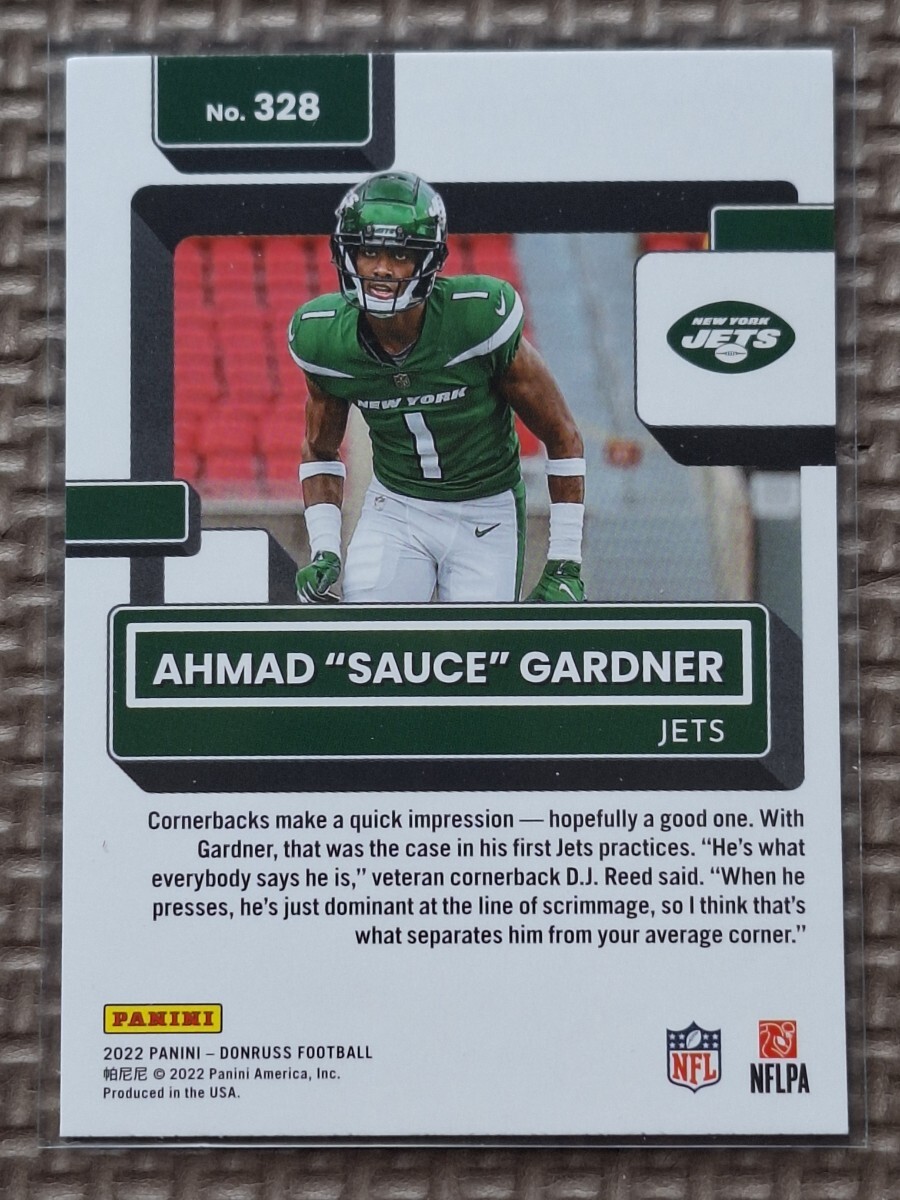 No. 328
JETS
1
1
NEW YORK
1
NEW YORK
JETS
AHMAD “SAUCE” GARDNER
JETS
Cornerbacks make a quick impression — hopefully a good one. With
Gardner, that was the case in his first Jets practices. “He’s what
everybody says he is,” veteran cornerback D.J. Reed said. “When he
presses, he’s just dominant at the line of scrimmage, so I think that’s
what separates him from your average corner.”
PANINI
2022 PANINI – DONRUSS FOOTBALL
帕尼尼 © 2022 Panini America, Inc.
Produced in the USA.
NFL
NFLPA